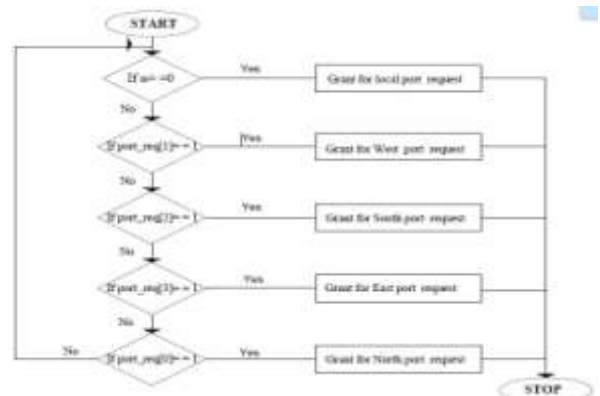 START
If n= =0
Yes
Grant for local port request
No
If port_req[1]= = 1
Yes
Grant for West port request
No
If port_req[2]= = 1
Yes
Grant for South port request
No
If port_req[3]= = 1
Yes
Grant for East port request
No
No
If port_req[0]= = 1
Yes
Grant for North port request
STOP